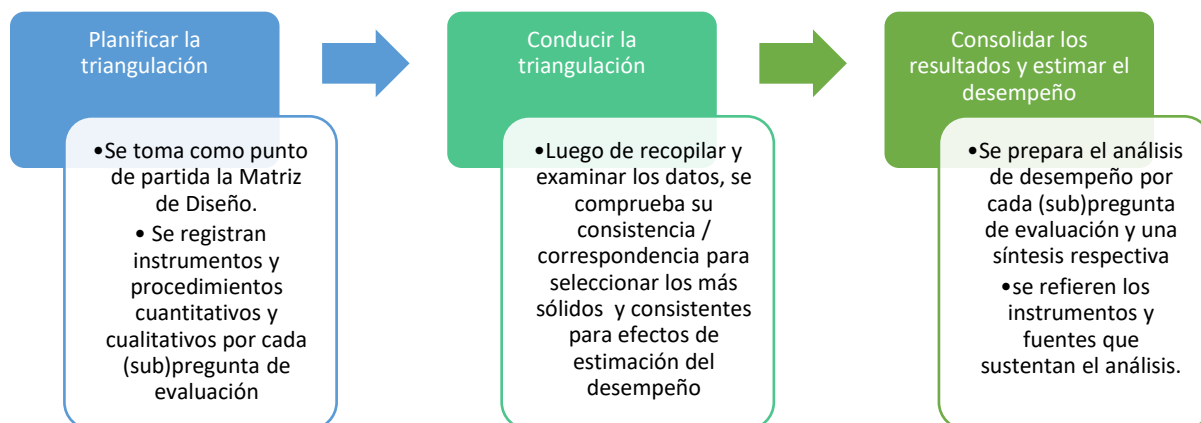 Planificar la
triangulación
•Se toma como punto
de partida la Matriz
de Diseño.
• Se registran
instrumentos y
procedimientos
cuantitativos y
cualitativos por cada
(sub)pregunta de
evaluación
Conducir la
triangulación
•Luego de recopilar y
examinar los datos, se
comprueba su
consistencia /
correspondencia para
seleccionar los más
sólidos y consistentes
para efectos de
estimación del
desempeño
Consolidar los
resultados y estimar el
desempeño
•Se prepara el análisis
de desempeño por
cada (sub)pregunta
de evaluación y una
síntesis respectiva
•se refieren los
instrumentos y
fuentes que
sustentan el análisis.